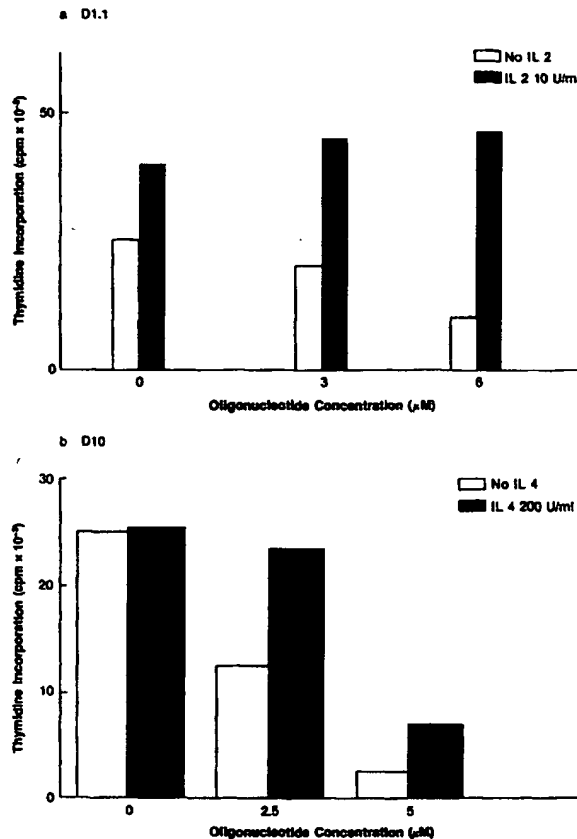 a D1.1
No IL 2
IL 2 10 U/ml
Thymidine Incorporation (cpm x 10⁻³)
50
0
0 3 6
Oligonucleotide Concentration (μM)
b D10
No IL 4
IL 4 200 U/ml
Thymidine Incorporation (cpm x 10⁻³)
30
20
10
0
0 2.5 5
Oligonucleotide Concentration (μM)